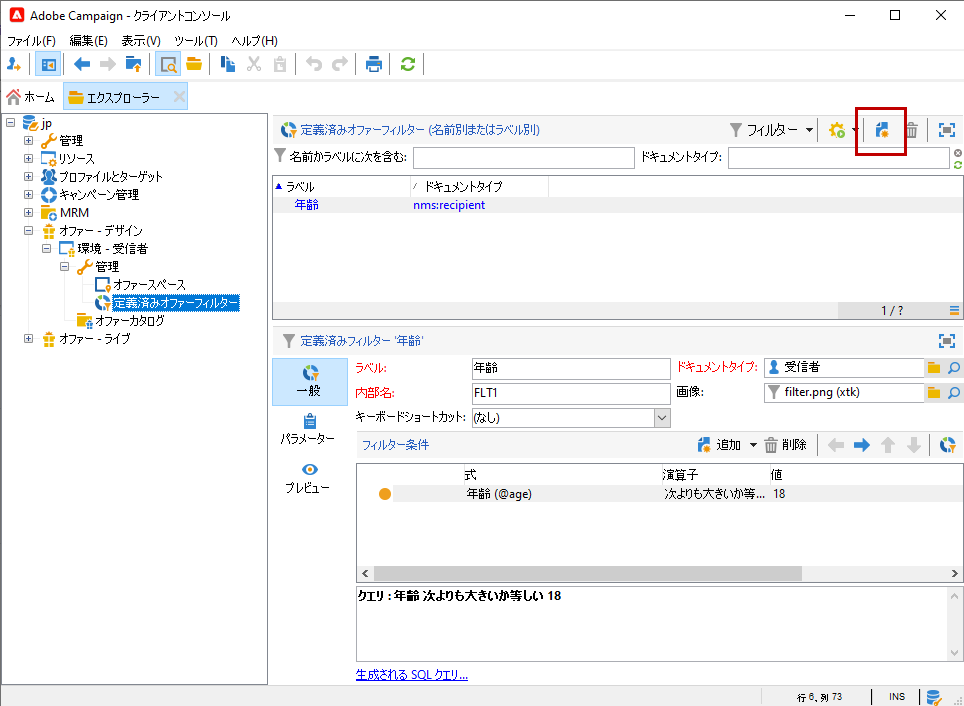 Adobe Campaign - クライアントコンソール
ファイル(F) 編集(E) 表示(V) ツール(T) ヘルプ(H)
ホーム エクスプローラー
jp
管理
リソース
プロファイルとターゲット
キャンペーン管理
MRM
オファー - デザイン
環境 - 受信者
管理
オファースペース
定義済みオファーフィルター
オファーカタログ
オファー - ライブ
定義済みオファーフィルター (名前別またはラベル別)
フィルター
名前かラベルに次を含む:
ドキュメントタイプ:
ラベル ドキュメントタイプ
年齢 nms:recipient
1 / ?
定義済みフィルター '年齢'
一般
パラメーター
プレビュー
ラベル: 年齢 ドキュメントタイプ: 受信者
内部名: FLT1 画像: filter.png (xtk)
キーボードショートカット: (なし)
フィルター条件 追加 削除
式 演算子 値
年齢 (@age) 次よりも大きいか等... 18
クエリ : 年齢 次よりも大きいか等しい 18
生成される SQL クエリ...
行 6, 列 73 INS